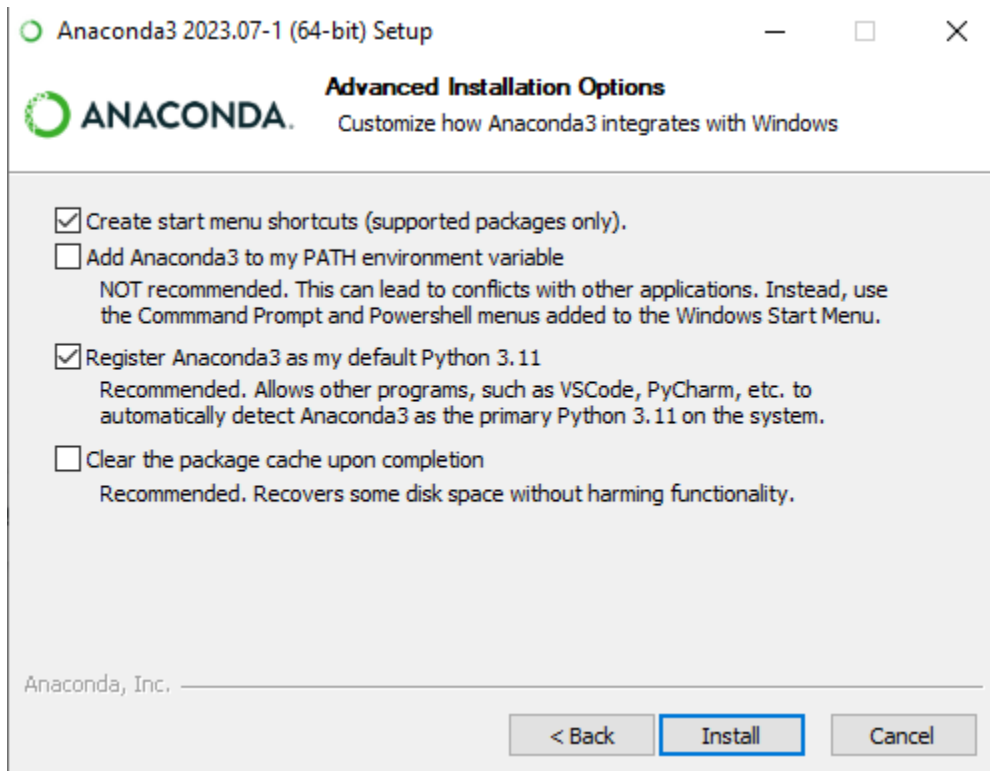 Anaconda3 2023.07-1 (64-bit) Setup
Advanced Installation Options
ANACONDA.
Customize how Anaconda3 integrates with Windows
Create start menu shortcuts (supported packages only).
Add Anaconda3 to my PATH environment variable
NOT recommended. This can lead to conflicts with other applications. Instead, use
the Commmand Prompt and Powershell menus added to the Windows Start Menu.
Register Anaconda3 as my default Python 3.11
Recommended. Allows other programs, such as VSCode, PyCharm, etc. to
automatically detect Anaconda3 as the primary Python 3.11 on the system.
Clear the package cache upon completion
Recommended. Recovers some disk space without harming functionality.
Anaconda, Inc.
< Back
Install
Cancel